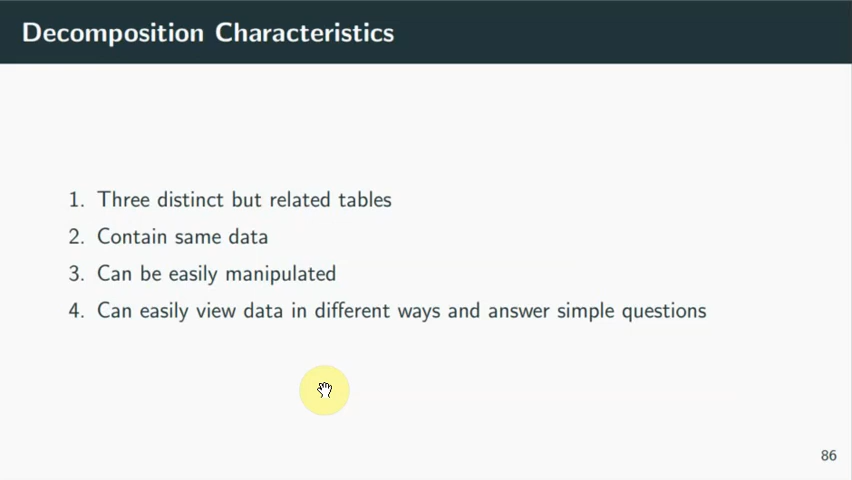 Decomposition Characteristics
1. Three distinct but related tables
2. Contain same data
3. Can be easily manipulated
4. Can easily view data in different ways and answer simple questions
86